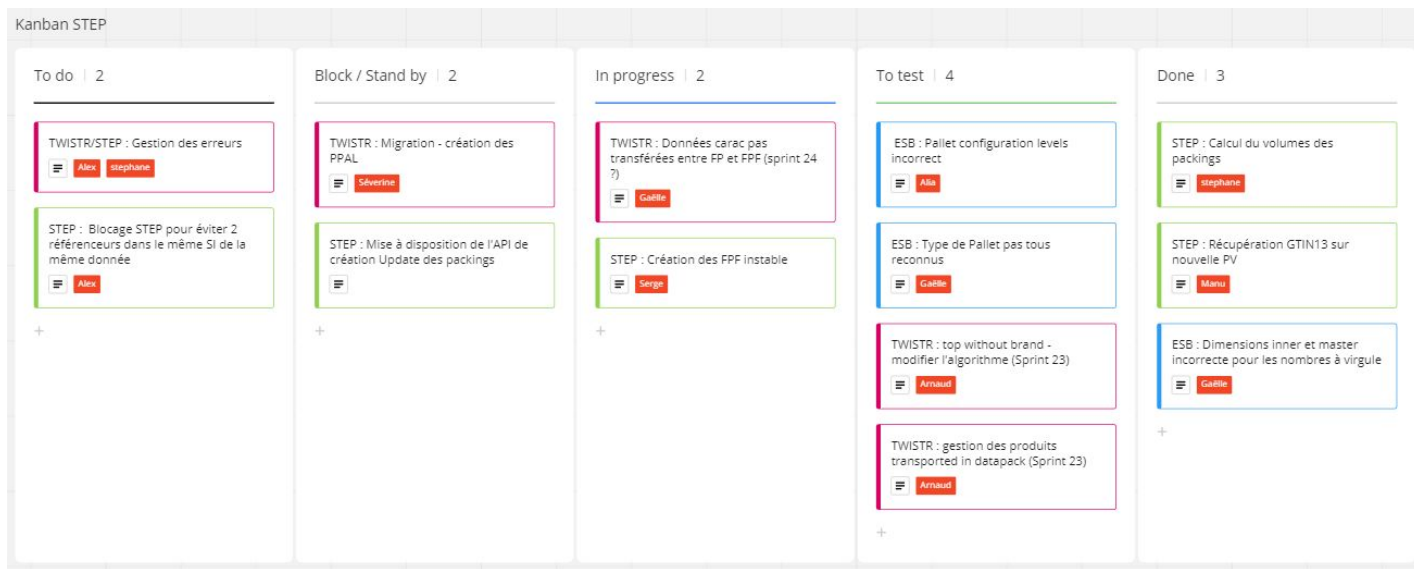 Kanban STEP
To do | 2
TWISTR/STEP : Gestion des erreurs
Alex stephane
STEP : Blocage STEP pour éviter 2
référenceurs dans le même SI de la
même donnée
Alex
+
Block / Stand by | 2
TWISTR : Migration - création des
PPAL
Séverine
STEP : Mise à disposition de l'API de
création Update des packings
+
In progress | 2
TWISTR : Données carac pas
transférées entre FP et FPF (sprint 24
?)
Gaëlle
STEP : Création des FPF instable
Serge
+
To test | 4
ESB : Pallet configuration levels
incorrect
Alia
ESB : Type de Pallet pas tous
reconnus
Gaëlle
TWISTR : top without brand -
modifier l'algorithme (Sprint 23)
Arnaud
TWISTR : gestion des produits
transported in datapack (Sprint 23)
Arnaud
+
Done | 3
STEP : Calcul du volumes des
packings
stephane
STEP : Récupération GTIN13 sur
nouvelle PV
Manu
ESB : Dimensions inner et master
incorrecte pour les nombres à virgule
Gaëlle
+